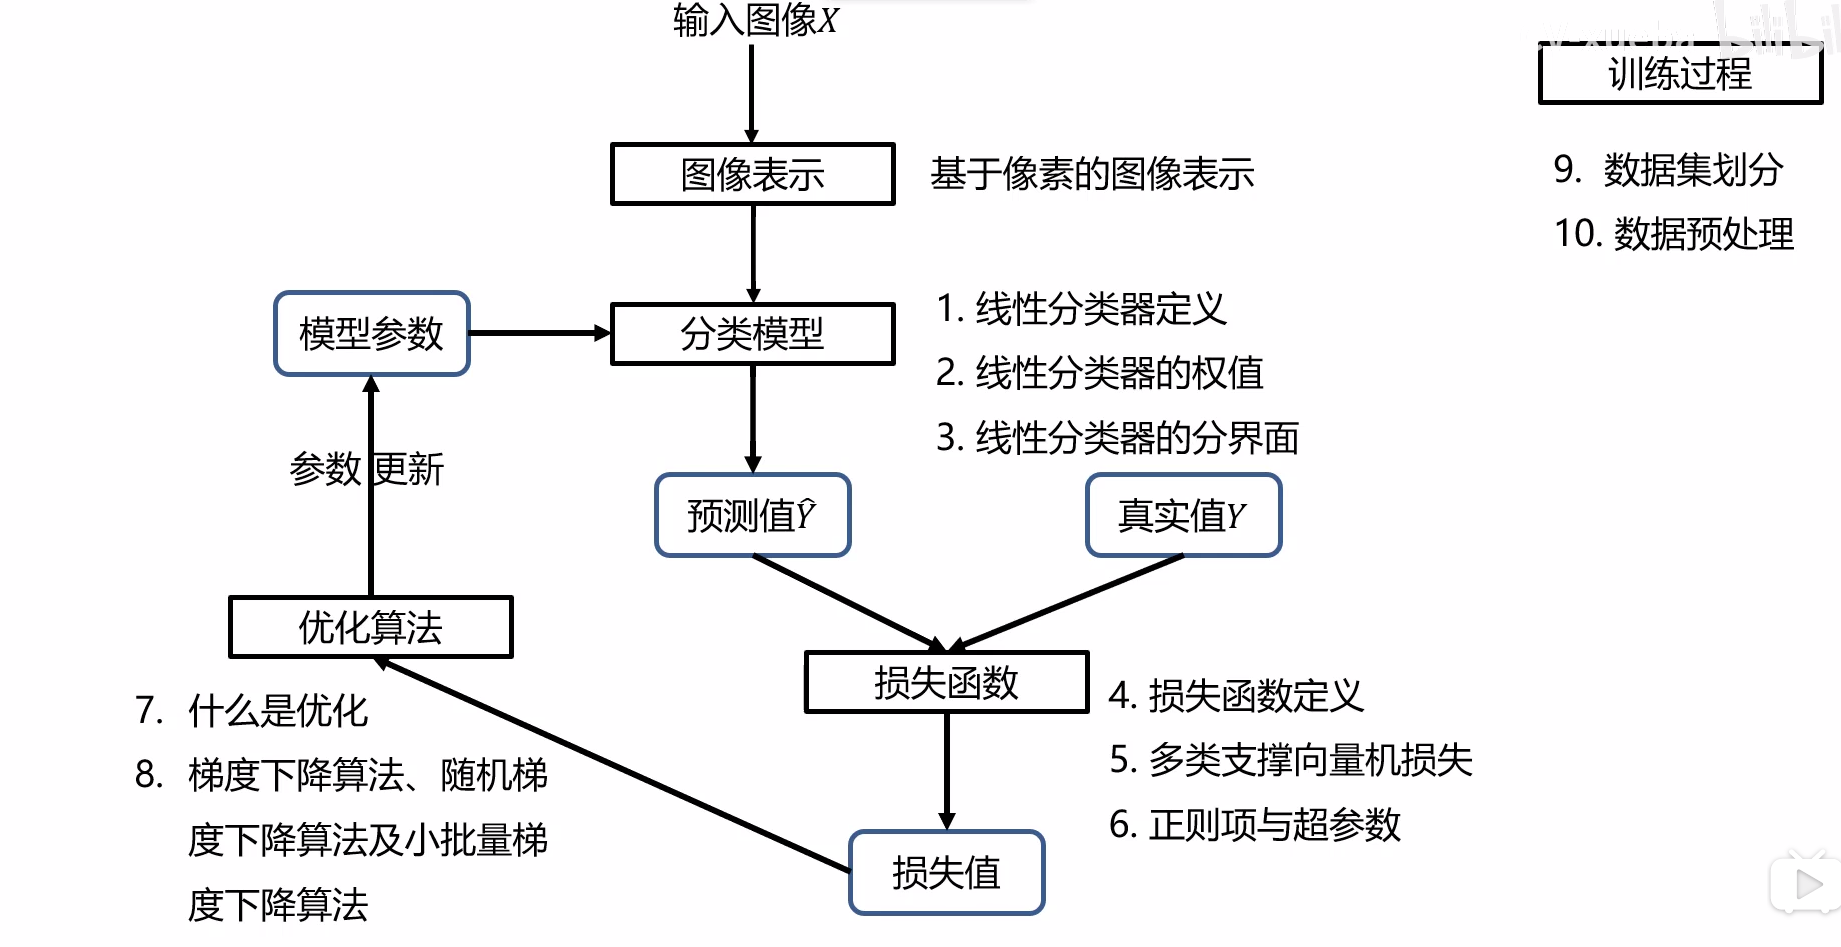 输入图像X
训练过程
图像表示
基于像素的图像表示
9. 数据集划分
10. 数据预处理
模型参数
分类模型
1. 线性分类器定义
2. 线性分类器的权值
3. 线性分类器的分界面
参数 更新
预测值Ŷ
真实值Y
优化算法
损失函数
4. 损失函数定义
5. 多类支撑向量机损失
6. 正则项与超参数
7. 什么是优化
8. 梯度下降算法、随机梯
度下降算法及小批量梯
度下降算法
损失值